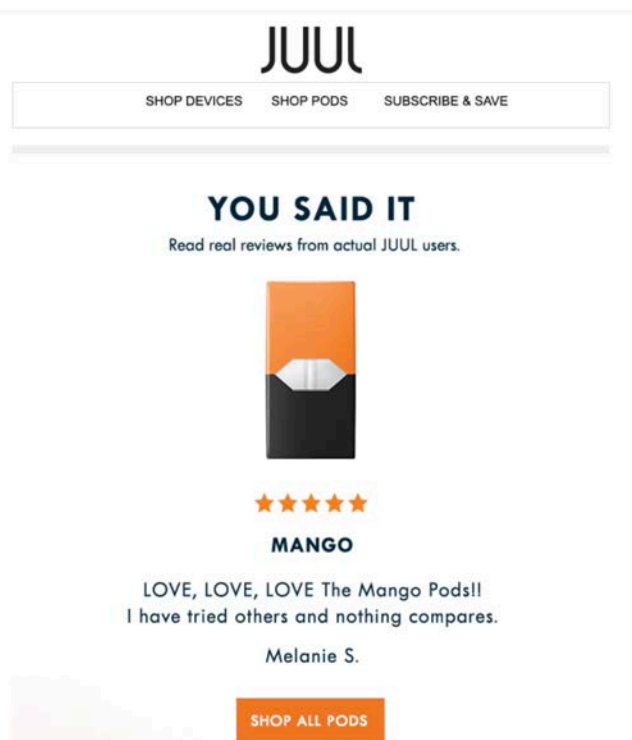 JUUL
SHOP DEVICES SHOP PODS SUBSCRIBE & SAVE
YOU SAID IT
Read real reviews from actual JUUL users.
MANGO
LOVE, LOVE, LOVE The Mango Pods!!
I have tried others and nothing compares.
Melanie S.
SHOP ALL PODS